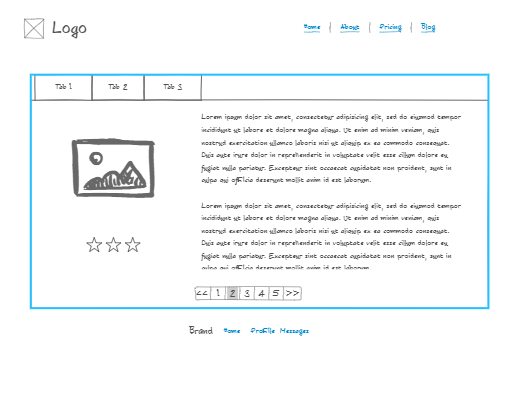 Logo
Home | About | Pricing | Blog
Tab 1 Tab 2 Tab 3
Lorem ipsum dolor sit amet, consectetur adipisicing elit, sed do eiusmod tempor
incididunt ut labore et dolore magna aliqua. Ut enim ad minim veniam, quis
nostrud exercitation ullamco laboris nisi ut aliquip ex ea commodo consequat.
Duis aute irure dolor in reprehenderit in voluptate velit esse cillum dolore eu
fugiat nulla pariatur. Excepteur sint occaecat cupidatat non proident, sunt in
culpa qui officia deserunt mollit anim id est laborum.
Lorem ipsum dolor sit amet, consectetur adipisicing elit, sed do eiusmod tempor
incididunt ut labore et dolore magna aliqua. Ut enim ad minim veniam, quis
nostrud exercitation ullamco laboris nisi ut aliquip ex ea commodo consequat.
Duis aute irure dolor in reprehenderit in voluptate velit esse cillum dolore eu
fugiat nulla pariatur. Excepteur sint occaecat cupidatat non proident, sunt in
culpa qui officia deserunt mollit anim id est laborum.
<< 1 2 3 4 5 >>
Brand Home Profile Messages